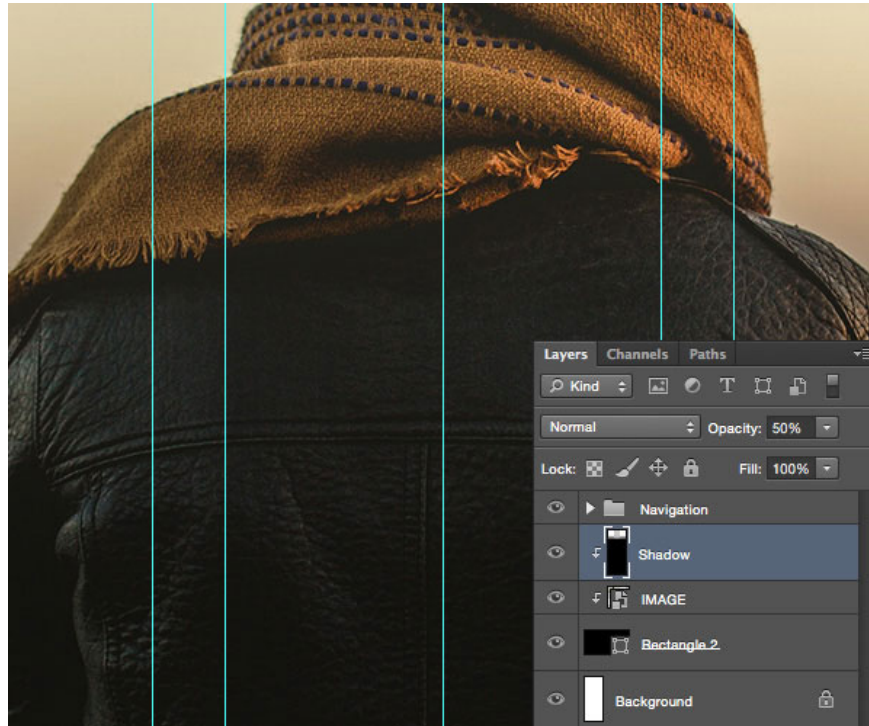 Layers Channels Paths
Kind
Normal Opacity: 50%
Lock: Fill: 100%
Navigation
Shadow
IMAGE
Rectangle 2
Background